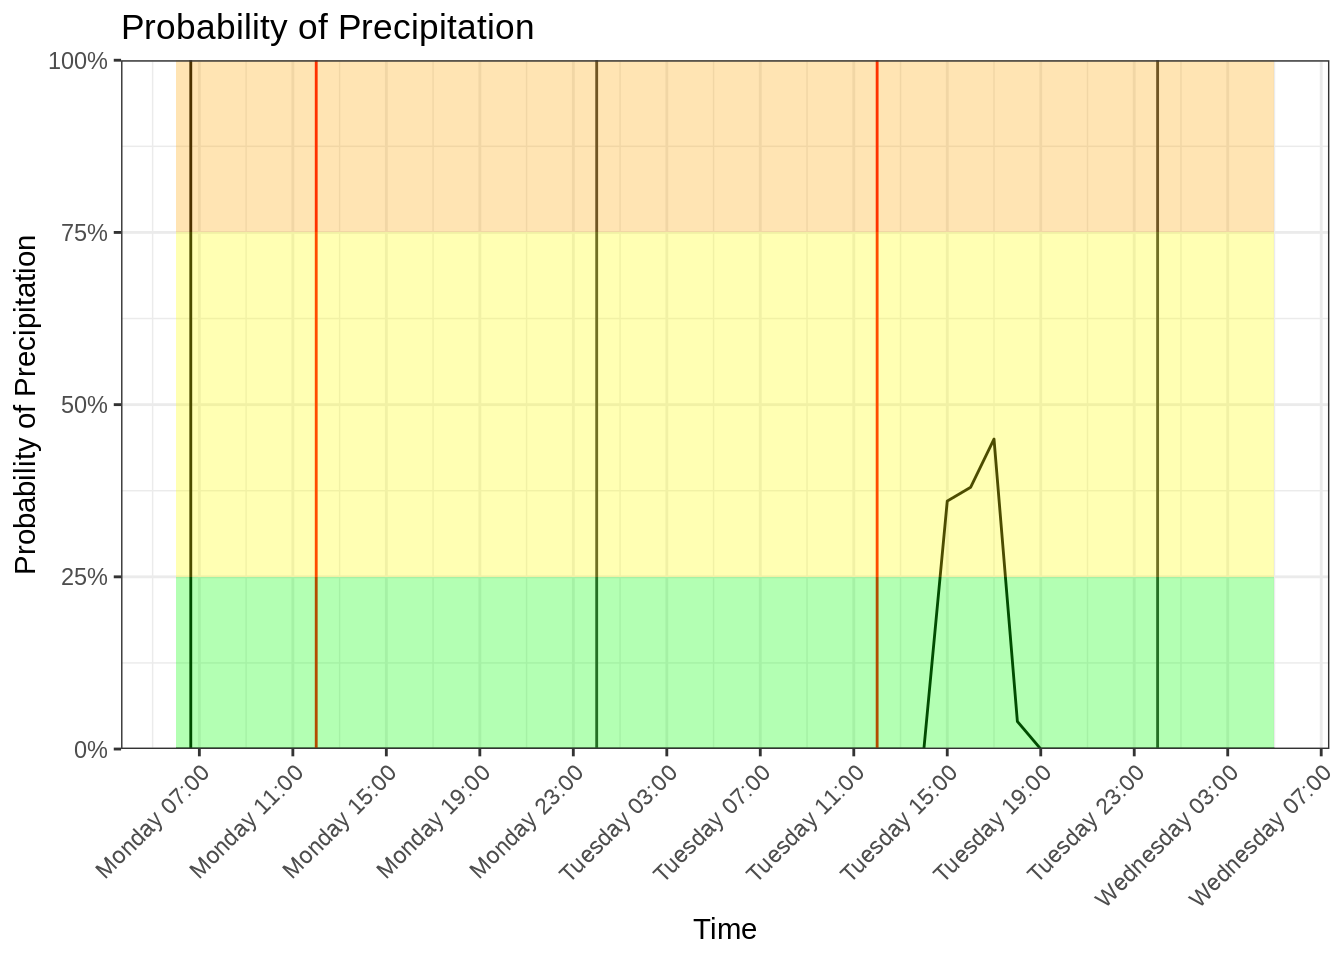 Probability of Precipitation
Probability of Precipitation
100%
75%
50%
25%
0%
Monday 07:00
Monday 11:00
Monday 15:00
Monday 19:00
Monday 23:00
Tuesday 03:00
Tuesday 07:00
Tuesday 11:00
Tuesday 15:00
Tuesday 19:00
Tuesday 23:00
Wednesday 03:00
Wednesday 07:00
Time